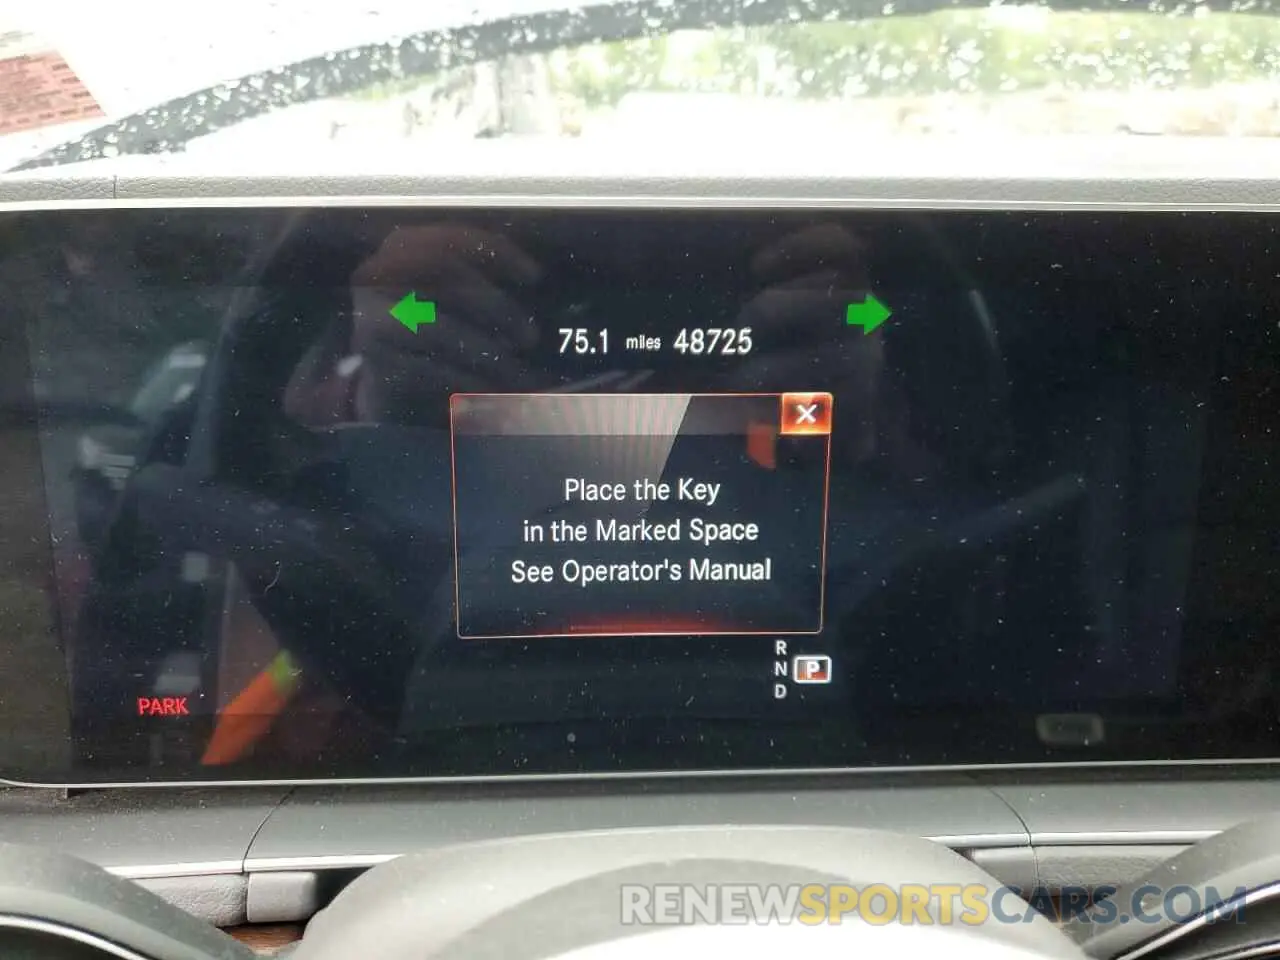 75.1 miles 48725
Place the Key
in the Marked Space
See Operator's Manual
R
N P
D
PARK
RENEWSPORTSCARS.COM